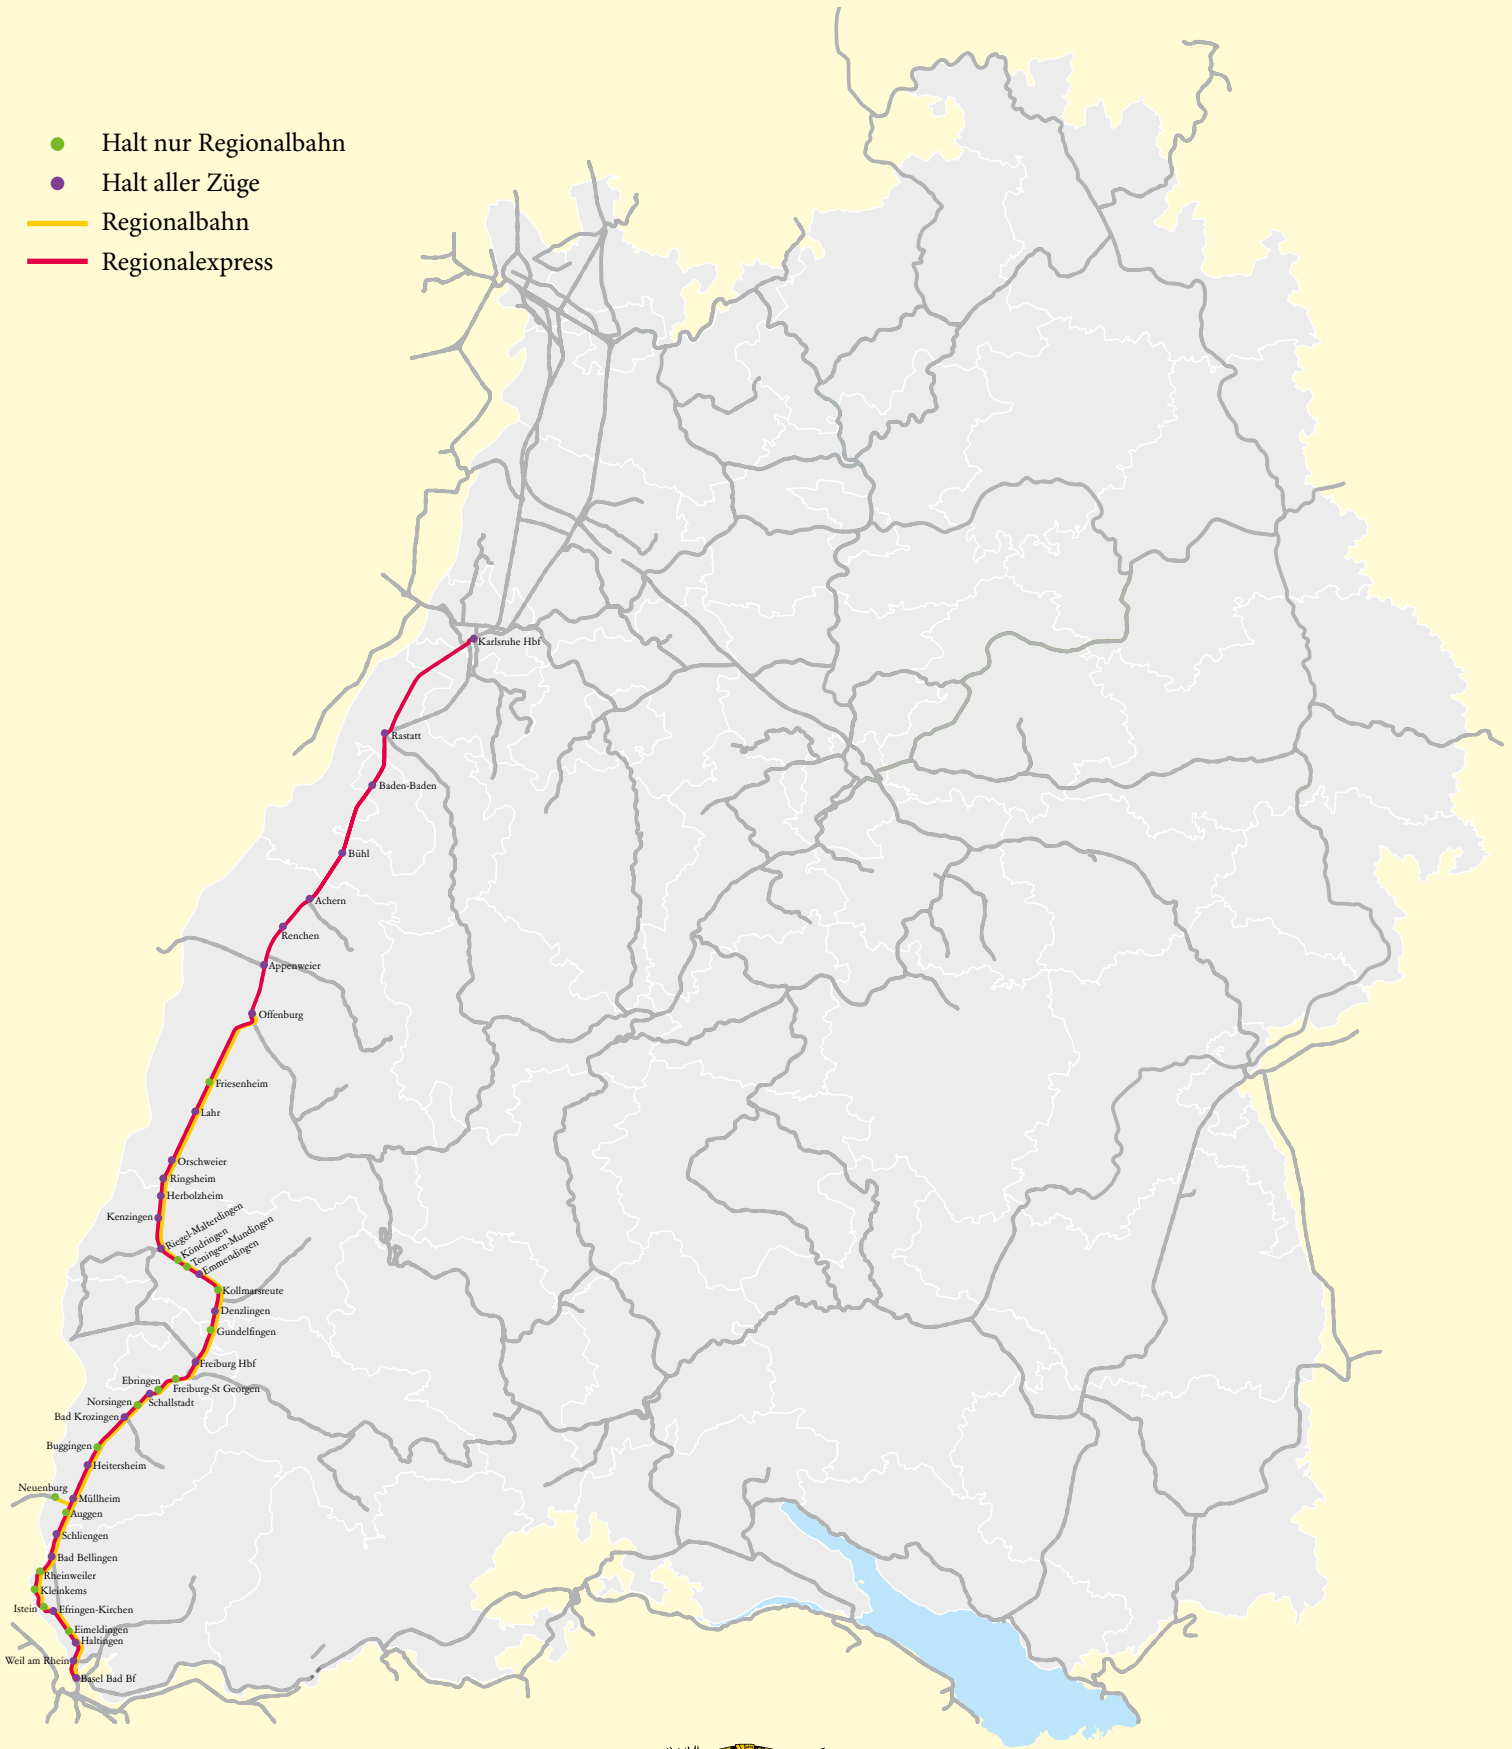 Halt nur Regionalbahn
Halt aller Züge
Regionalbahn
Regionalexpress
Karlsruhe Hbf
Rastatt
Baden-Baden
Bühl
Achern
Renchen
Appenweier
Offenburg
Friesenheim
Lahr
Orschweier
Ringsheim
Herbolzheim
Kenzingen
Riegel-Malterdingen
Köndringen
Teningen-Mundingen
Emmendingen
Kollmarsreute
Denzlingen
Gundelfingen
Freiburg Hbf
Freiburg-St Georgen
Ebringen
Schallstadt
Norsingen
Bad Krozingen
Buggingen
Heitersheim
Neuenburg
Müllheim
Auggen
Schliengen
Bad Bellingen
Rheinweiler
Kleinkems
Istein
Efringen-Kirchen
Eimeldingen
Haltingen
Weil am Rhein
Basel Bad Bf